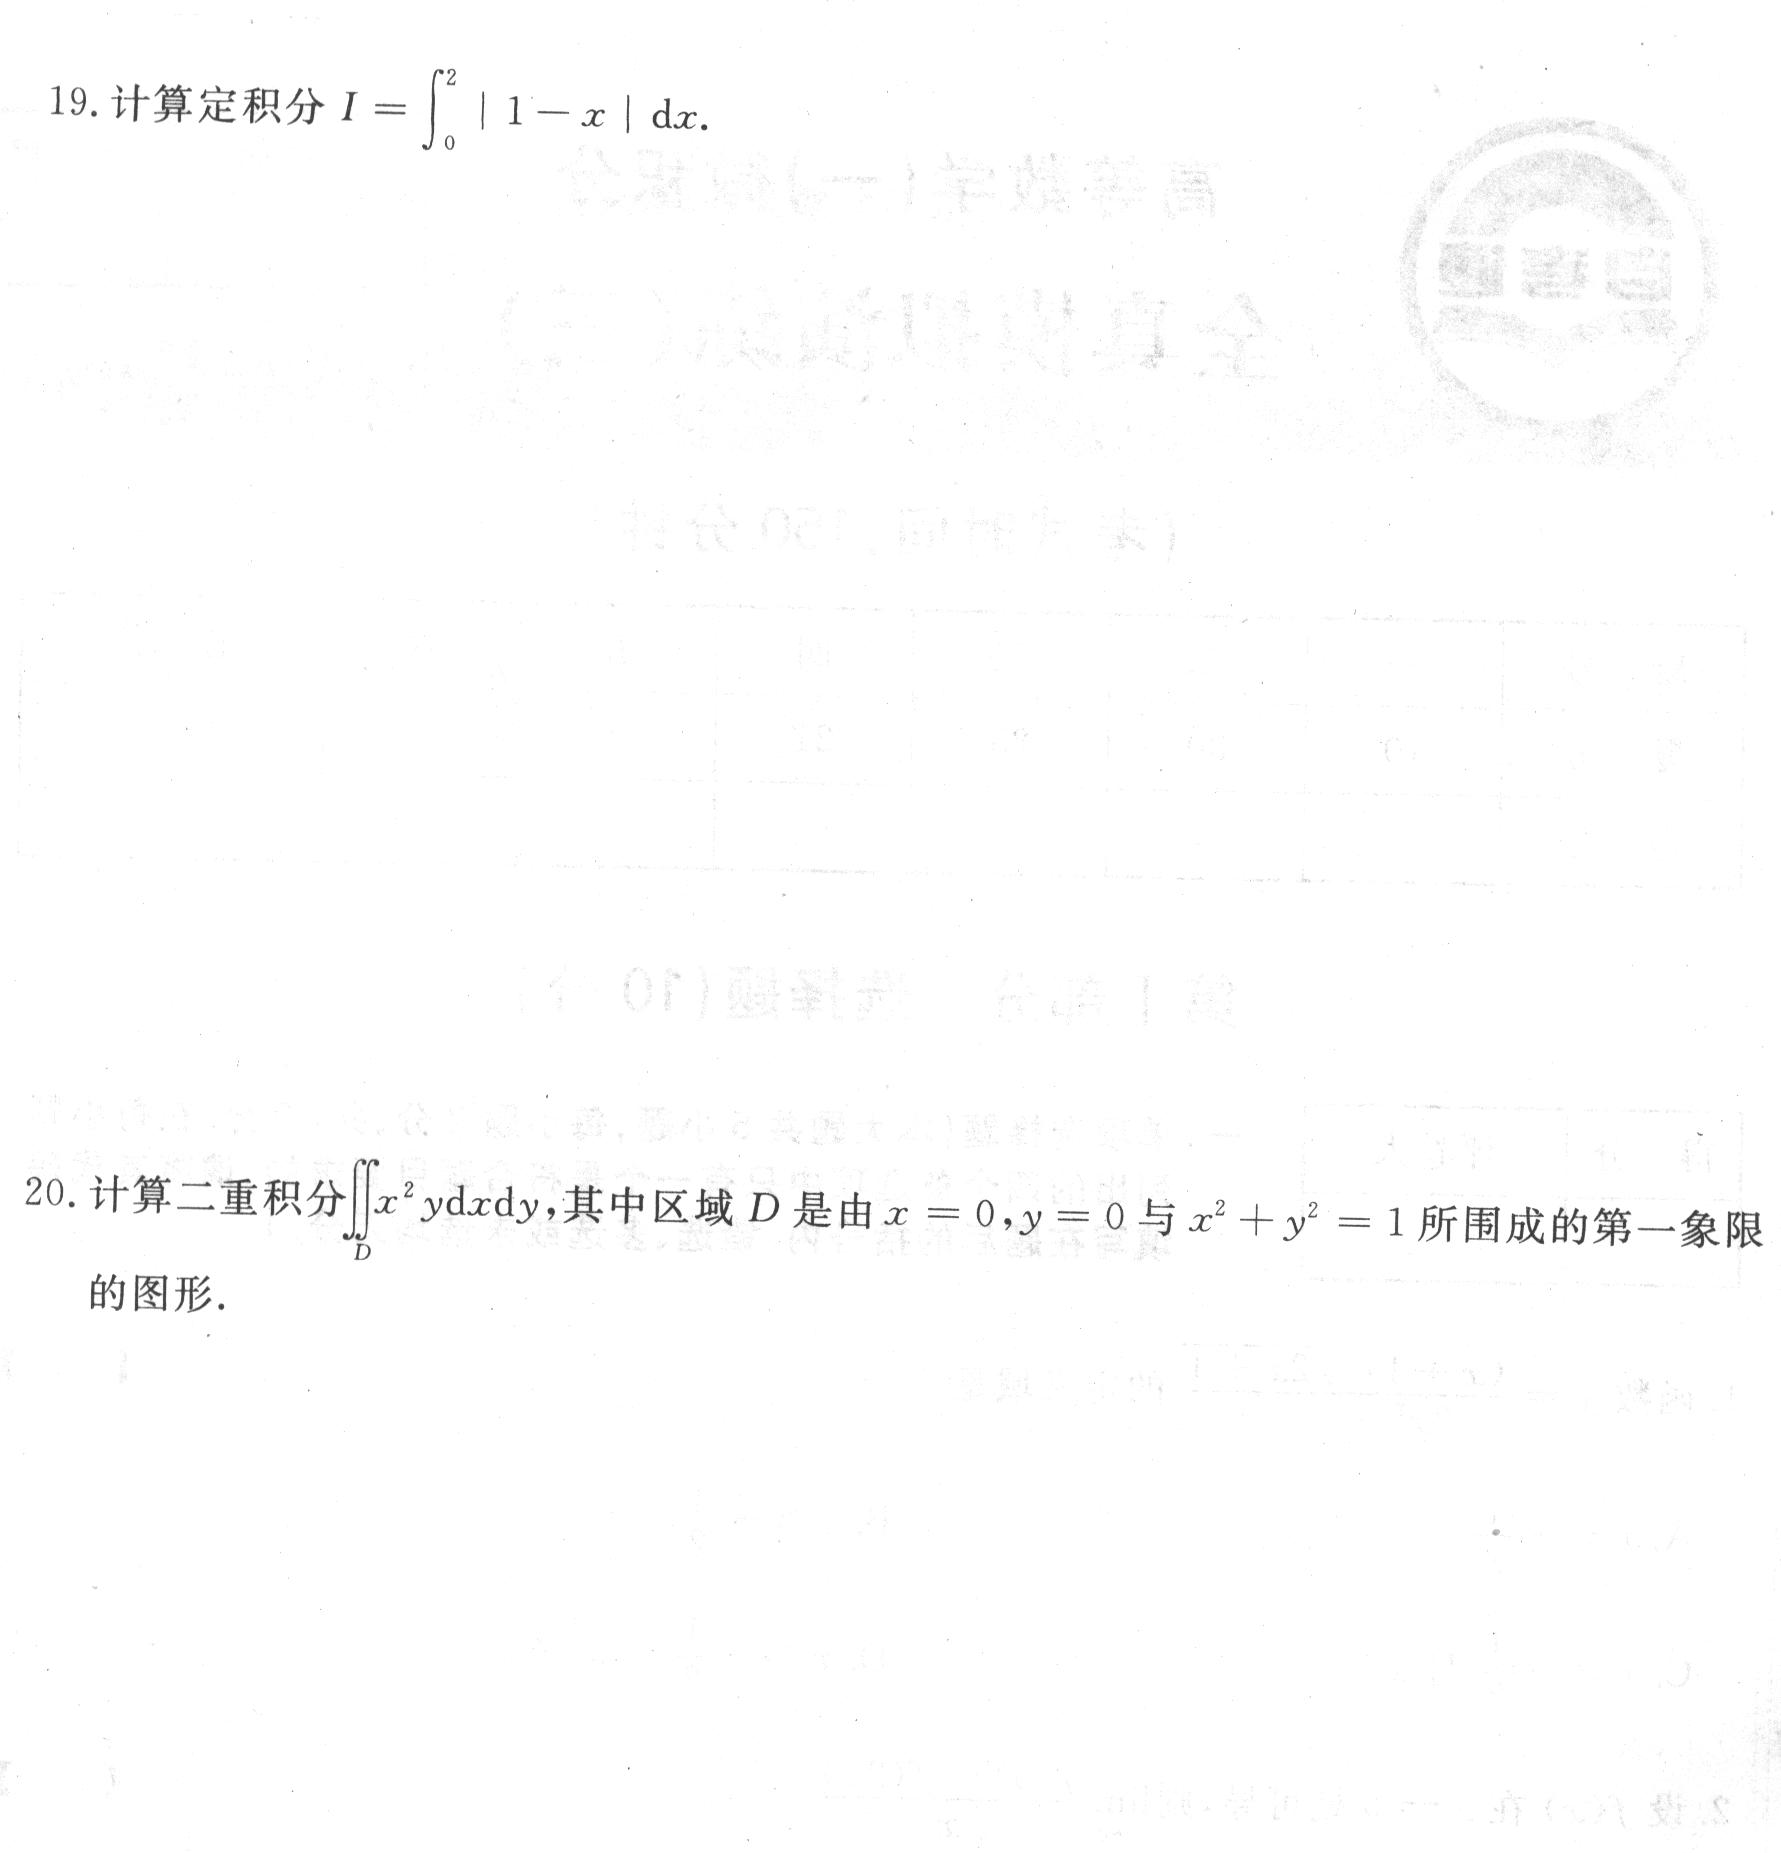 19. 计算定积分 I = ∫₀² | 1 − x | dx.
20. 计算二重积分∬_D x² ydxdy,其中区域 D 是由 x = 0,y = 0 与 x² + y² = 1 所围成的第一象限
的图形.